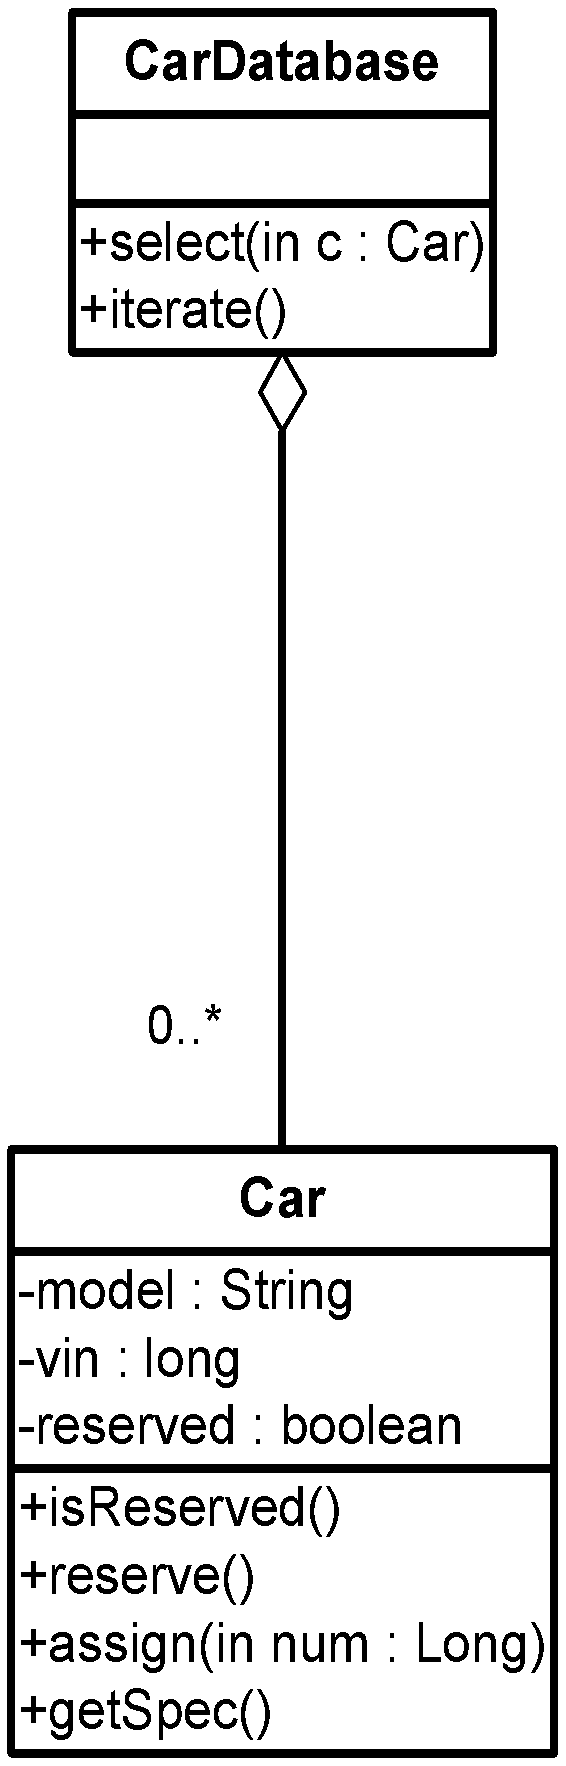 CarDatabase
+select(in c : Car)
+iterate()
0..*
Car
-model : String
-vin : long
-reserved : boolean
+isReserved()
+reserve()
+assign(in num : Long)
+getSpec()